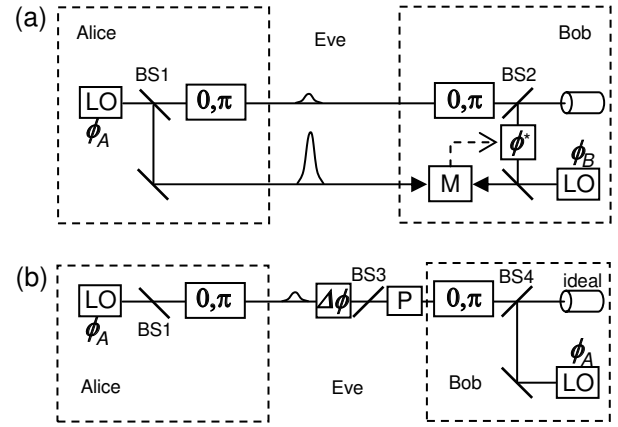 (a)
Alice
Eve
Bob
BS1
BS2
LO
0,π
0,π
ϕA
ϕ*
ϕB
M
LO
(b)
BS3
BS4
ideal
LO
0,π
Δϕ
P
0,π
ϕA
BS1
ϕA
LO
Alice
Eve
Bob